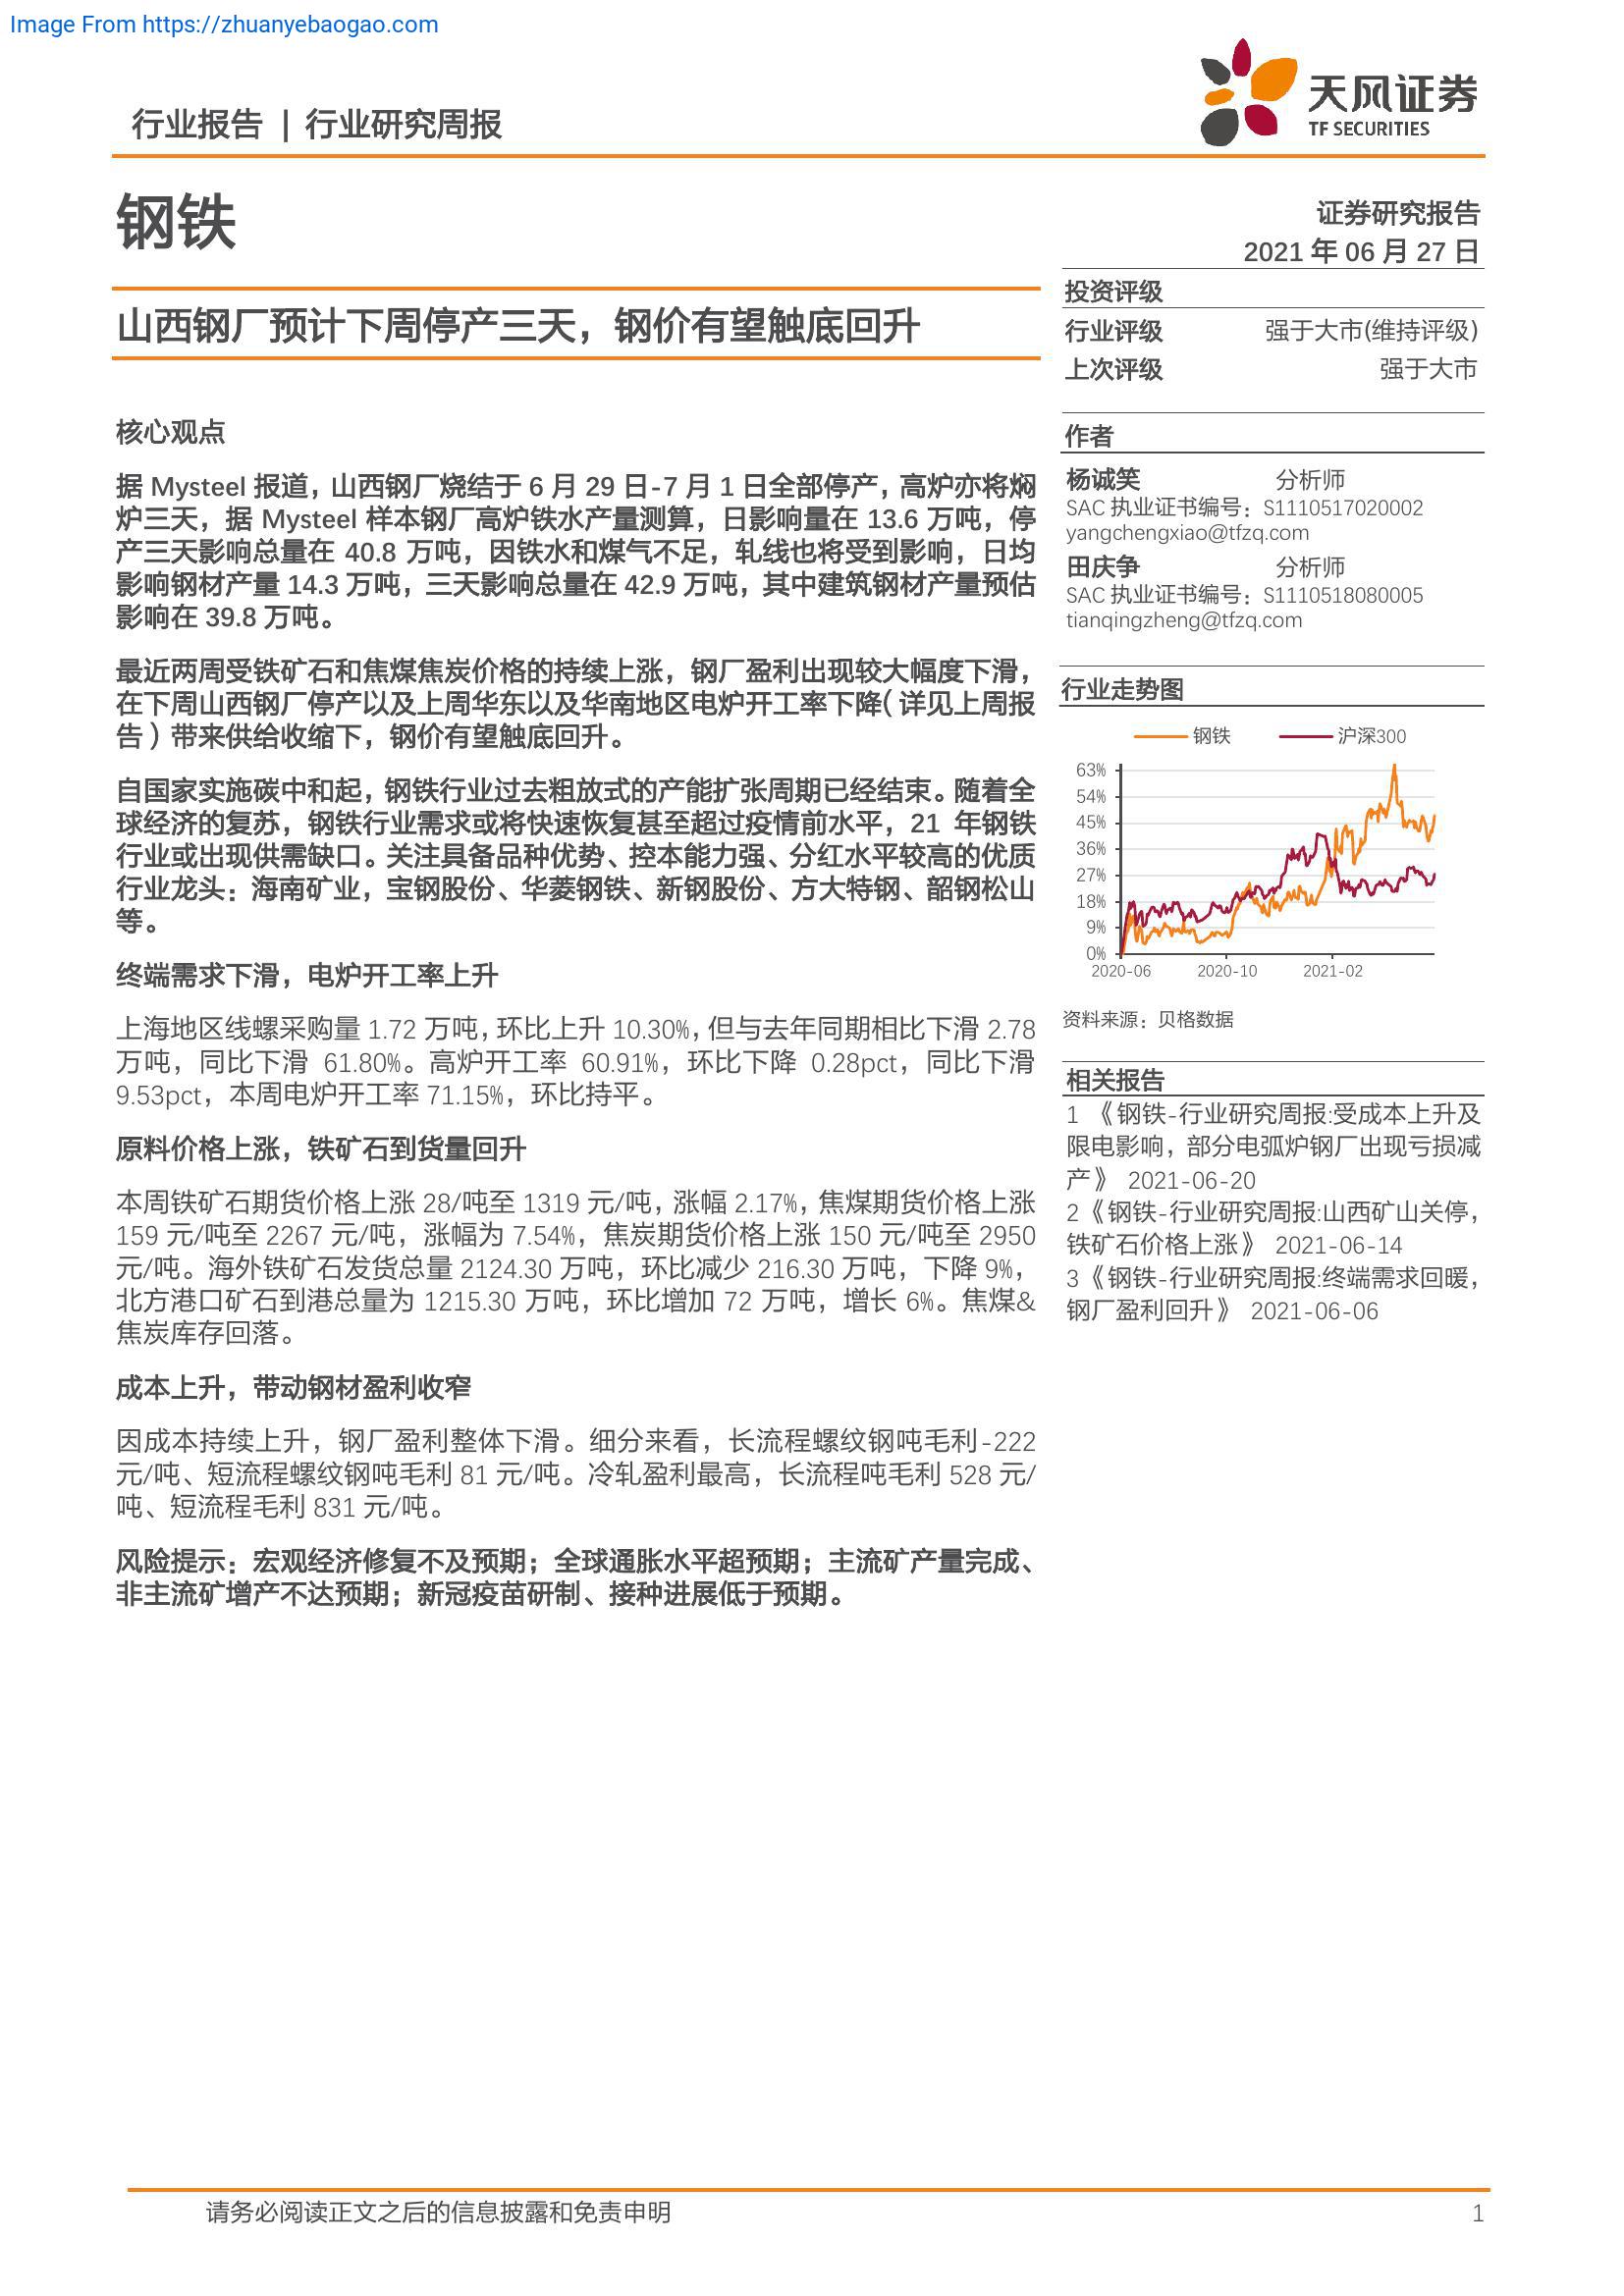 Image From https://zhuanyebaogao.com
天风证券
TF SECURITIES
行业报告 | 行业研究周报
钢铁
证券研究报告
2021 年 06 月 27 日
山西钢厂预计下周停产三天，钢价有望触底回升
投资评级
行业评级 强于大市(维持评级)
上次评级 强于大市
核心观点
据 Mysteel 报道，山西钢厂烧结于 6 月 29 日-7 月 1 日全部停产，高炉亦将焖
炉三天，据 Mysteel 样本钢厂高炉铁水产量测算，日影响量在 13.6 万吨，停
产三天影响总量在 40.8 万吨，因铁水和煤气不足，轧线也将受到影响，日均
影响钢材产量 14.3 万吨，三天影响总量在 42.9 万吨，其中建筑钢材产量预估
影响在 39.8 万吨。
最近两周受铁矿石和焦煤焦炭价格的持续上涨，钢厂盈利出现较大幅度下滑，
在下周山西钢厂停产以及上周华东以及华南地区电炉开工率下降（详见上周报
告）带来供给收缩下，钢价有望触底回升。
自国家实施碳中和起，钢铁行业过去粗放式的产能扩张周期已经结束。随着全
球经济的复苏，钢铁行业需求或将快速恢复甚至超过疫情前水平，21 年钢铁
行业或出现供需缺口。关注具备品种优势、控本能力强、分红水平较高的优质
行业龙头：海南矿业，宝钢股份、华菱钢铁、新钢股份、方大特钢、韶钢松山
等。
终端需求下滑，电炉开工率上升
上海地区线螺采购量 1.72 万吨，环比上升 10.30%，但与去年同期相比下滑 2.78
万吨，同比下滑 61.80%。高炉开工率 60.91%，环比下降 0.28pct，同比下滑
9.53pct，本周电炉开工率 71.15%，环比持平。
原料价格上涨，铁矿石到货量回升
本周铁矿石期货价格上涨 28/吨至 1319 元/吨，涨幅 2.17%，焦煤期货价格上涨
159 元/吨至 2267 元/吨，涨幅为 7.54%，焦炭期货价格上涨 150 元/吨至 2950
元/吨。海外铁矿石发货总量 2124.30 万吨，环比减少 216.30 万吨，下降 9%，
北方港口矿石到港总量为 1215.30 万吨，环比增加 72 万吨，增长 6%。焦煤&
焦炭库存回落。
成本上升，带动钢材盈利收窄
因成本持续上升，钢厂盈利整体下滑。细分来看，长流程螺纹钢吨毛利-222
元/吨、短流程螺纹钢吨毛利 81 元/吨。冷轧盈利最高，长流程吨毛利 528 元/
吨、短流程毛利 831 元/吨。
风险提示：宏观经济修复不及预期；全球通胀水平超预期；主流矿产量完成、
非主流矿增产不达预期；新冠疫苗研制、接种进展低于预期。
作者
杨诚笑 分析师
SAC 执业证书编号：S1110517020002
yangchengxiao@tfzq.com
田庆争 分析师
SAC 执业证书编号：S1110518080005
tianqingzheng@tfzq.com
行业走势图
钢铁 沪深300
63%
54%
45%
36%
27%
18%
9%
0%
2020-06 2020-10 2021-02
资料来源：贝格数据
相关报告
1 《钢铁-行业研究周报:受成本上升及
限电影响，部分电弧炉钢厂出现亏损减
产》 2021-06-20
2 《钢铁-行业研究周报:山西矿山关停，
铁矿石价格上涨》 2021-06-14
3 《钢铁-行业研究周报:终端需求回暖，
钢厂盈利回升》 2021-06-06
请务必阅读正文之后的信息披露和免责申明 1